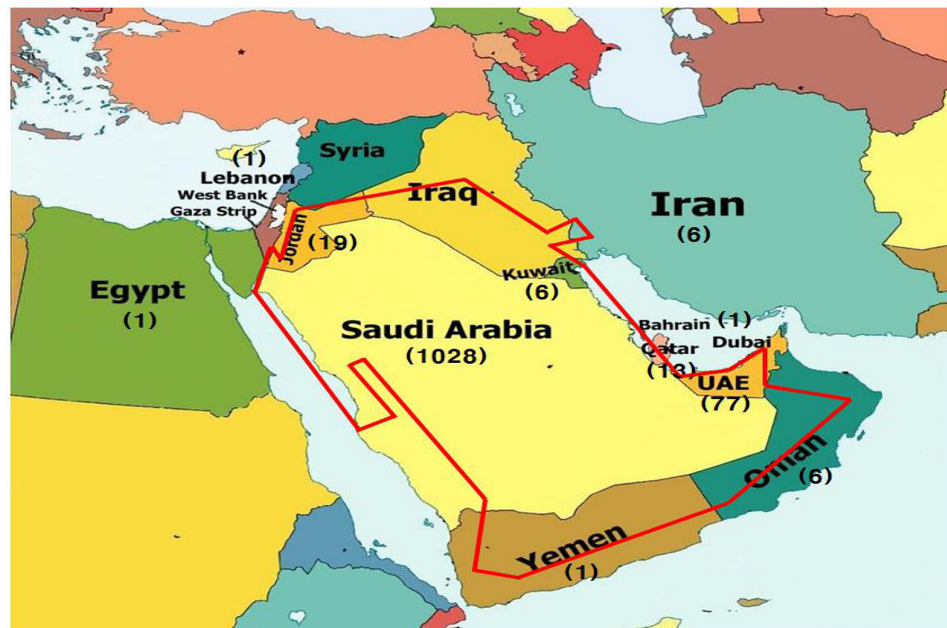 Syria
(1)
Lebanon
West Bank
Gaza Strip
Jordan
(19)
Iraq
Iran
(6)
Egypt
(1)
Kuwait
(6)
Saudi Arabia
(1028)
Bahrain (1)
Qatar
(13)
Dubai
UAE
(77)
Oman
(6)
Yemen
(1)